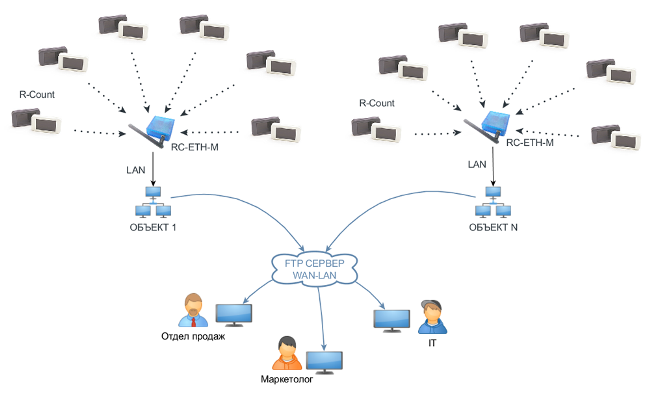 R-Count
R-Count
RC-ETH-M
RC-ETH-M
LAN
LAN
ОБЪЕКТ 1
ОБЪЕКТ N
FTP СЕРВЕР
WAN-LAN
Отдел продаж
IT
Маркетолог